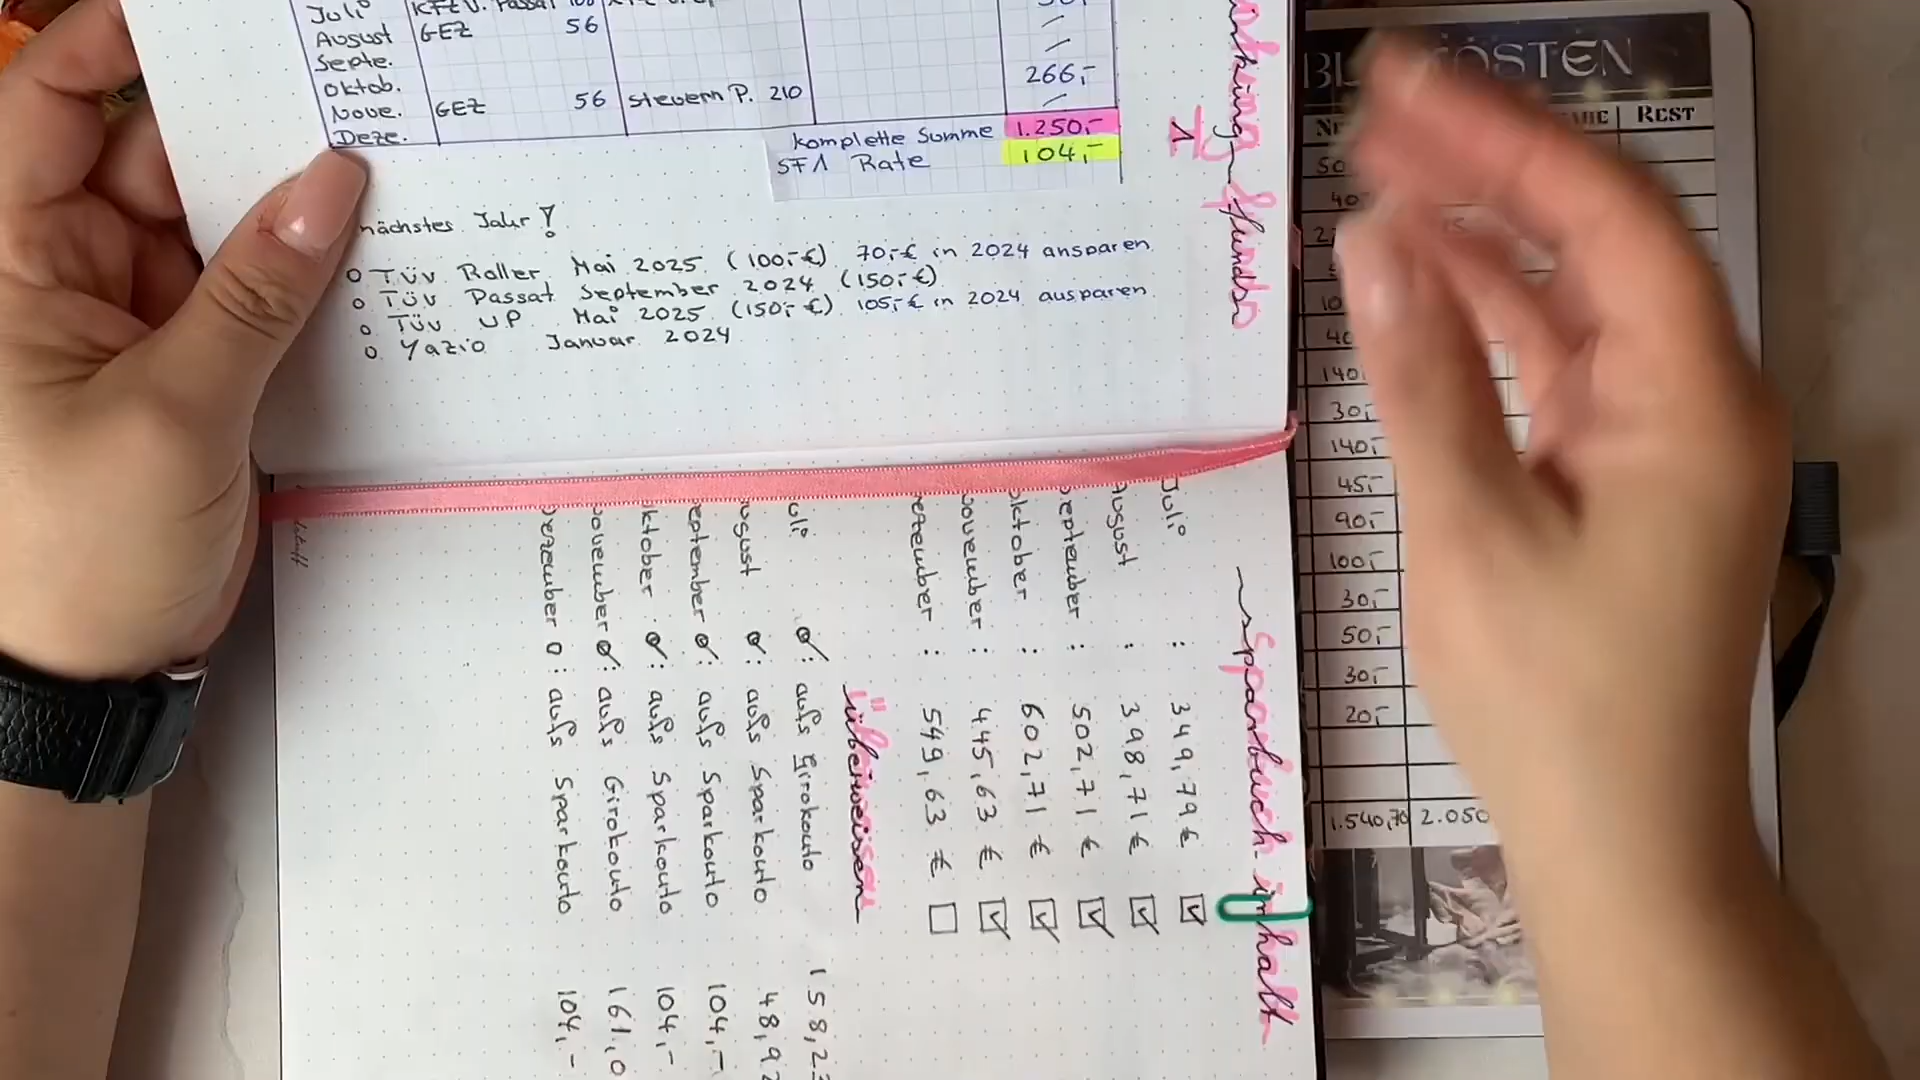 Juli
August GEZ 56 /
Septe. /
Oktob. 266,-
Nove. GEZ 56 Steuern P. 210 /
Deze.
komplette Summe 1.250,-
SF1 Rate 104,-
nächstes Jahr!
o TÜV Roller Mai 2025 (100,-€) 70,-€ in 2024 ansparen
o TÜV Passat September 2024 (150,-€)
o TÜV UP Mai 2025 (150,-€) 105,-€ in 2024 ansparen
o Yazio Januar 2024
funds
1
Sparbuch inhalt
Juli : 349,79 €
August : 398,71 €
September : 502,71 €
Oktober : 602,71 €
November : 445,63 €
Dezember : 549,63 €
überweisen
Juli : aufs Girokonto 158,2
August : aufs Sparkonto 48,92
September : aufs Sparkonto 104,-
Oktober : aufs Sparkonto 104,-
November : aufs Girokonto 161,0
Dezember : aufs Sparkonto 104,-
KOSTEN
REST
140,-
30,-
140,-
45,-
90,-
100,-
30,-
50,-
30,-
20,-
1.540,70 2.050